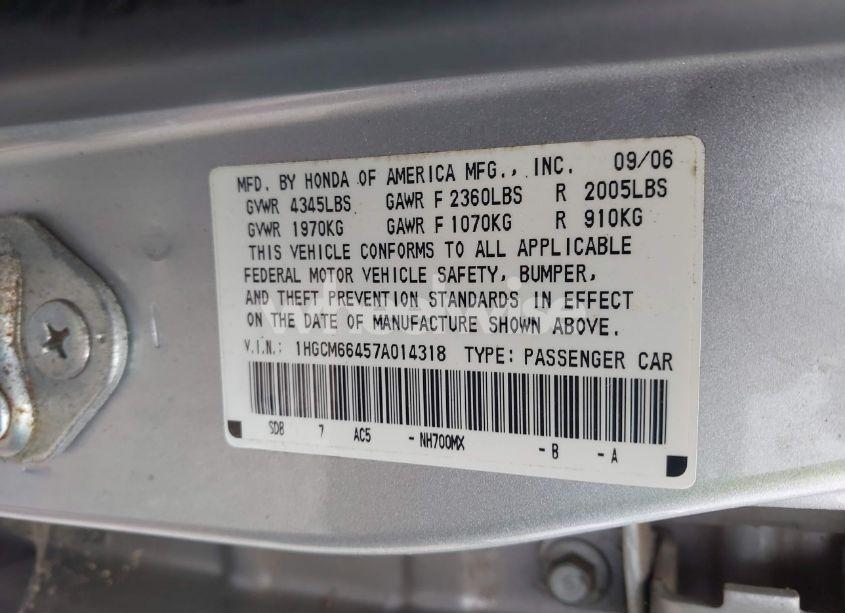 MFD. BY HONDA OF AMERICA MFG., INC. 09/06
GVWR 4345LBS GAWR F 2360LBS R 2005LBS
GVWR 1970KG GAWR F 1070KG R 910KG
THIS VEHICLE CONFORMS TO ALL APPLICABLE
FEDERAL MOTOR VEHICLE SAFETY, BUMPER,
AND THEFT PREVENTION STANDARDS IN EFFECT
ON THE DATE OF MANUFACTURE SHOWN ABOVE.
V.I.N.: 1HGCM66457A014318 TYPE: PASSENGER CAR
SDB 7 AC5 - NH700MX - B - A